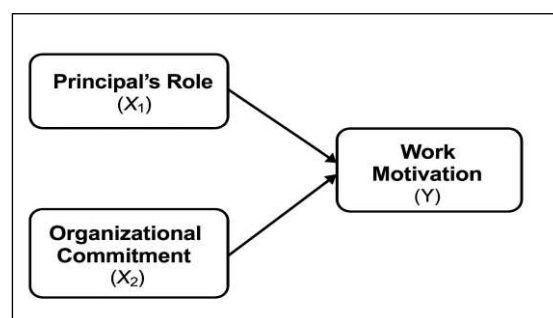 Principal's Role
(X₁)
Work
Motivation
(Y)
Organizational
Commitment
(X₂)